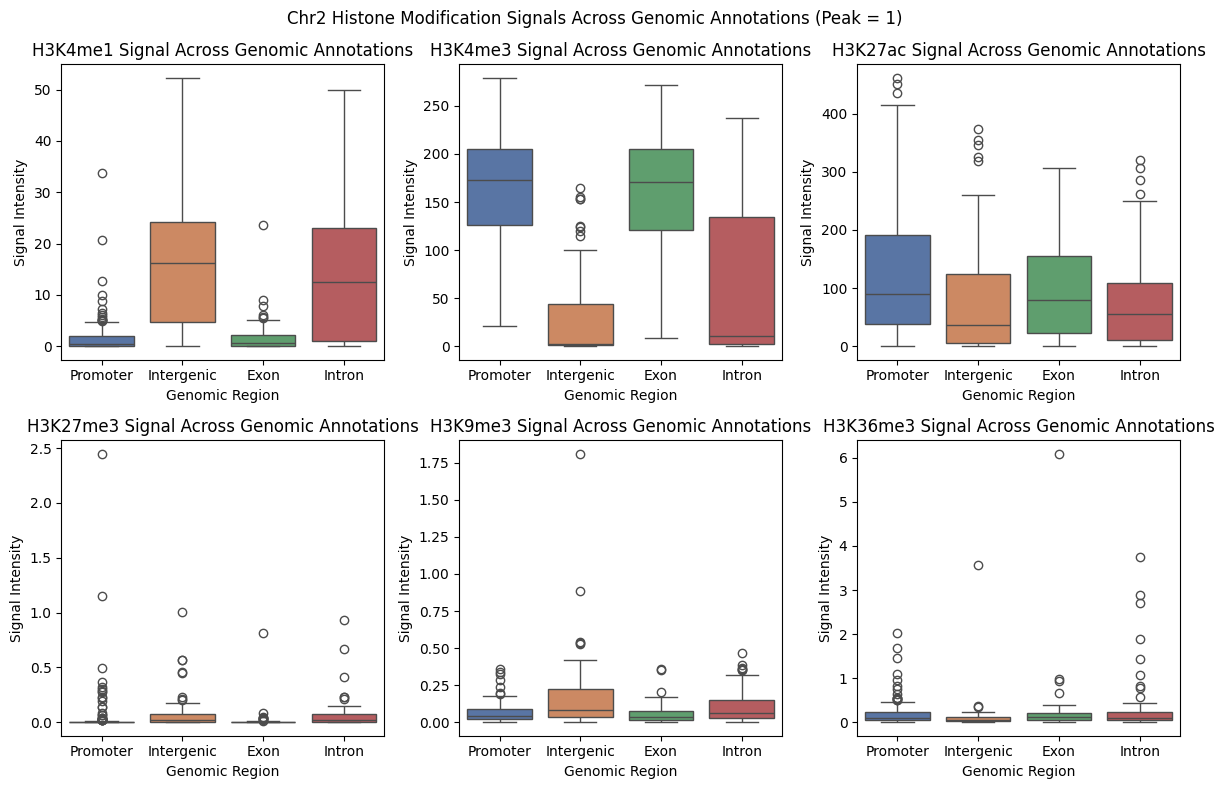 Chr2 Histone Modification Signals Across Genomic Annotations (Peak = 1)
H3K4me1 Signal Across Genomic Annotations
50
40
30
20
10
0
Signal Intensity
Promoter Intergenic Exon Intron
Genomic Region
H3K4me3 Signal Across Genomic Annotations
250
200
150
100
50
0
Signal Intensity
Promoter Intergenic Exon Intron
Genomic Region
H3K27ac Signal Across Genomic Annotations
400
300
200
100
0
Signal Intensity
Promoter Intergenic Exon Intron
Genomic Region
H3K27me3 Signal Across Genomic Annotations
2.5
2.0
1.5
1.0
0.5
0.0
Signal Intensity
Promoter Intergenic Exon Intron
Genomic Region
H3K9me3 Signal Across Genomic Annotations
1.75
1.50
1.25
1.00
0.75
0.50
0.25
0.00
Signal Intensity
Promoter Intergenic Exon Intron
Genomic Region
H3K36me3 Signal Across Genomic Annotations
6
5
4
3
2
1
0
Signal Intensity
Promoter Intergenic Exon Intron
Genomic Region